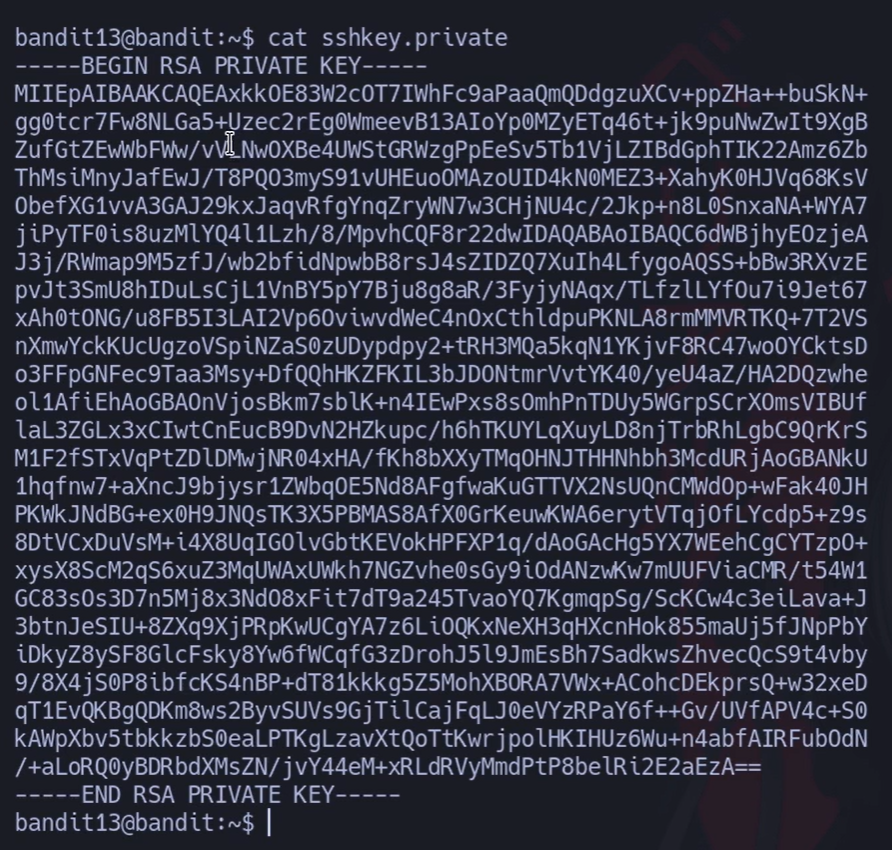 bandit13@bandit:~$ cat sshkey.private
-----BEGIN RSA PRIVATE KEY-----
MIIEpAIBAAKCAQEAxkkOE83W2cOT7IWhFc9aPaaQmQDdgzuXCv+ppZHa++buSkN+
gg0tcr7Fw8NLGa5+Uzec2rEg0WmeevB13AIoYp0MZyETq46t+jk9puNwZwIt9XgB
ZufGtZEwWbFWw/vVLNwOXBe4UWStGRWzgPpEeSv5Tb1VjLZIBdGphTIK22Amz6Zb
ThMsiMnyJafEwJ/T8PQO3myS91vUHEuoOMAzoUID4kN0MEZ3+XahyK0HJVq68KsV
ObefXG1vvA3GAJ29kxJaqvRfgYnqZryWN7w3CHjNU4c/2Jkp+n8L0SnxaNA+WYA7
jiPyTF0is8uzMlYQ4l1Lzh/8/MpvhCQF8r22dwIDAQABAoIBAQC6dWBjhyEOzjeA
J3j/RWmap9M5zfJ/wb2bfidNpwbB8rsJ4sZIDZQ7XuIh4LfygoAQSS+bBw3RXvzE
pvJt3SmU8hIDuLsCjL1VnBY5pY7Bju8g8aR/3FyjyNAqx/TLfzlLYfOu7i9Jet67
xAh0tONG/u8FB5I3LAI2Vp6OviwvdWeC4nOxCthldpuPKNLA8rmMMVRTKQ+7T2VS
nXmwYckKUcUgzoVSpiNZaS0zUDypdpy2+tRH3MQa5kqN1YKjvF8RC47woOYCktsD
o3FFpGNFec9Taa3Msy+DfQQhHKZFKIL3bJDONtmrVvtYK40/yeU4aZ/HA2DQzwhe
ol1AfiEhAoGBAOnVjosBkm7sblK+n4IEwPxs8sOmhPnTDUy5WGrpSCrXOmsVIBUf
laL3ZGLx3xCIwtCnEucB9DvN2HZkupc/h6hTKUYLqXuyLD8njTrbRhLgbC9QrKrS
M1F2fSTxVqPtZDlDMwjNR04xHA/fKh8bXXyTMqOHNJTHHNhbh3McdURjAoGBANkU
1hqfnw7+aXncJ9bjysr1ZWbqOE5Nd8AFgfwaKuGTTVX2NsUQnCMWdOp+wFak40JH
PKWkJNdBG+ex0H9JNQsTK3X5PBMAS8AfX0GrKeuwKWA6erytVTqjOfLYcdp5+z9s
8DtVCxDuVsM+i4X8UqIGOlvGbtKEVokHPFXP1q/dAoGAcHg5YX7WEehCgCYTzpO+
xysX8ScM2qS6xuZ3MqUWAxUWkh7NGZvhe0sGy9iOdANzwKw7mUUFViaCMR/t54W1
GC83sOs3D7n5Mj8x3NdO8xFit7dT9a245TvaoYQ7KgmqpSg/ScKCw4c3eiLava+J
3btnJeSIU+8ZXq9XjPRpKwUCgYA7z6LiOQKxNeXH3qHXcnHok855maUj5fJNpPbY
iDkyZ8ySF8GlcFsky8Yw6fWCqfG3zDrohJ5l9JmEsBh7SadkwsZhvecQcS9t4vby
9/8X4jS0P8ibfcKS4nBP+dT81kkkg5Z5MohXBORA7VWx+ACohcDEkprsQ+w32xeD
qT1EvQKBgQDKm8ws2ByvSUVs9GjTilCajFqLJ0eVYzRPaY6f++Gv/UVfAPV4c+S0
kAWpXbv5tbkkzbS0eaLPTKgLzavXtQoTtKwrjpolHKIHUz6Wu+n4abfAIRFubOdN
/+aLoRQ0yBDRbdXMsZN/jvY44eM+xRLdRVyMmdPtP8belRi2E2aEzA==
-----END RSA PRIVATE KEY-----
bandit13@bandit:~$